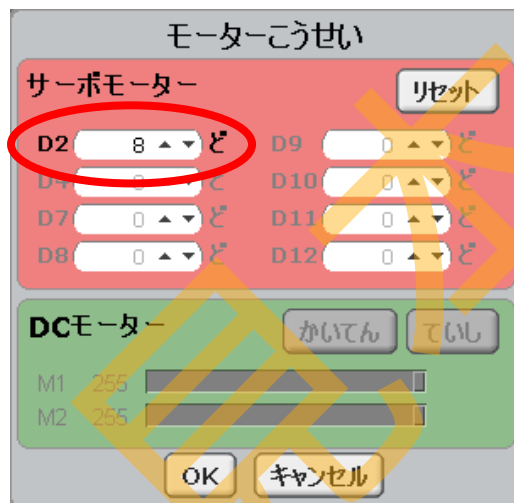 モーターこうせい
サーボモーター リセット
D2 8 ど D9 0 ど
D4 0 ど D10 0 ど
D7 0 ど D11 0 ど
D8 0 ど D12 0 ど
DCモーター かいてん ていし
M1 255
M2 255
OK キャンセル